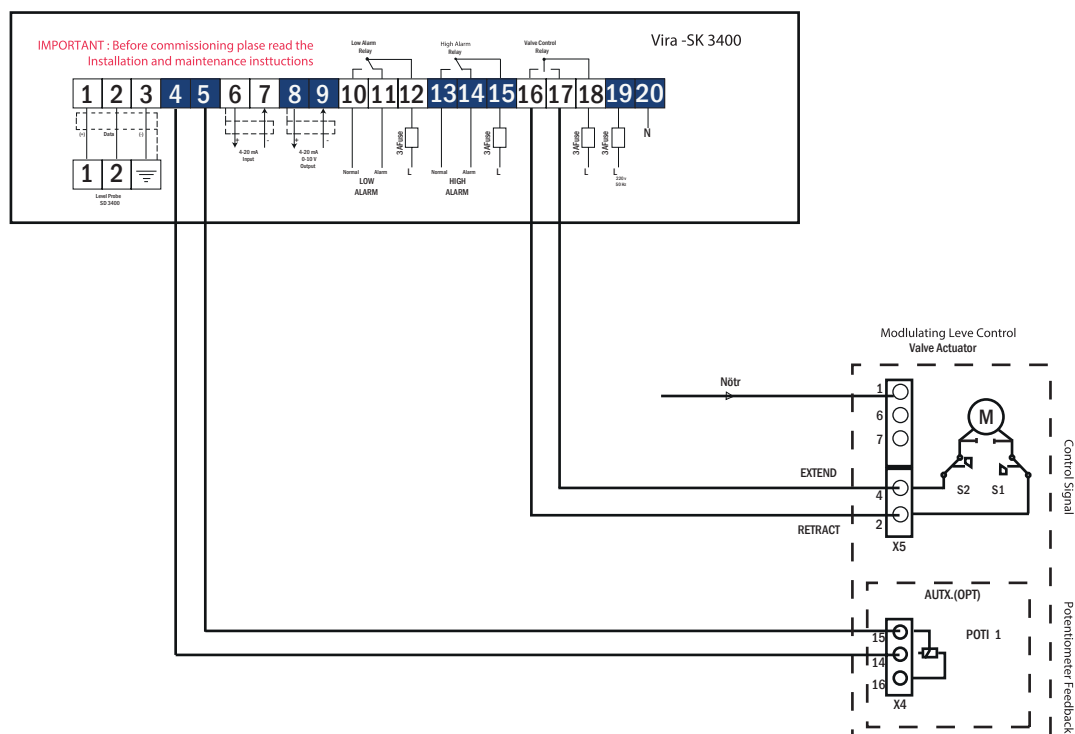 Vira -SK 3400
IMPORTANT : Before commissioning plase read the
Installation and maintenance insttuctions
Low Alarm
Relay
High Alarm
Relay
Valve Control
Relay
1 2 3 4 5 6 7 8 9 10 11 12 13 14 15 16 17 18 19 20
(+) Data (-)
+ -
+ -
4-20 mA
Input
4-20 mA
0-10 V
Output
3AFuse
3AFuse
3AFuse
3AFuse
N
1 2
Level Probe
SD 3400
Normal Alarm L
LOW
ALARM
Normal Alarm L
HIGH
ALARM
L
L
220v
50 Hz
Modlulating Leve Control
Valve Actuator
Nötr
1
6
7
M
EXTEND
4
S2 S1
RETRACT
2
X5
Control Signal
AUTX.(OPT)
15
POTI 1
14
16
X4
Potentiometer Feedback